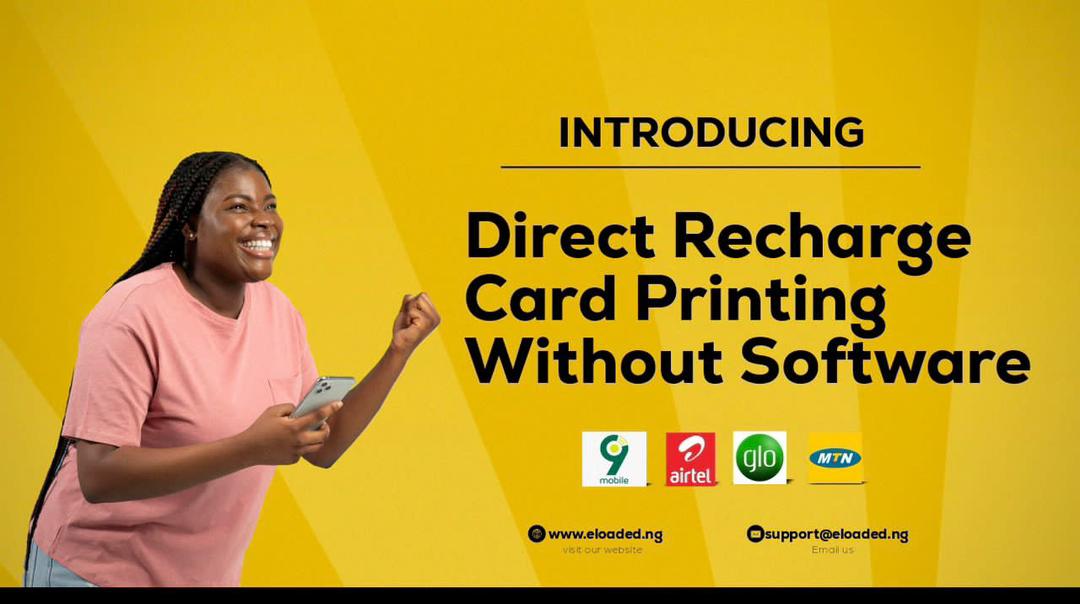 INTRODUCING
Direct Recharge
Card Printing
Without Software
9
mobile
airtel
glo
MTN
www.eloaded.ng
visit our website
support@eloaded.ng
Email us